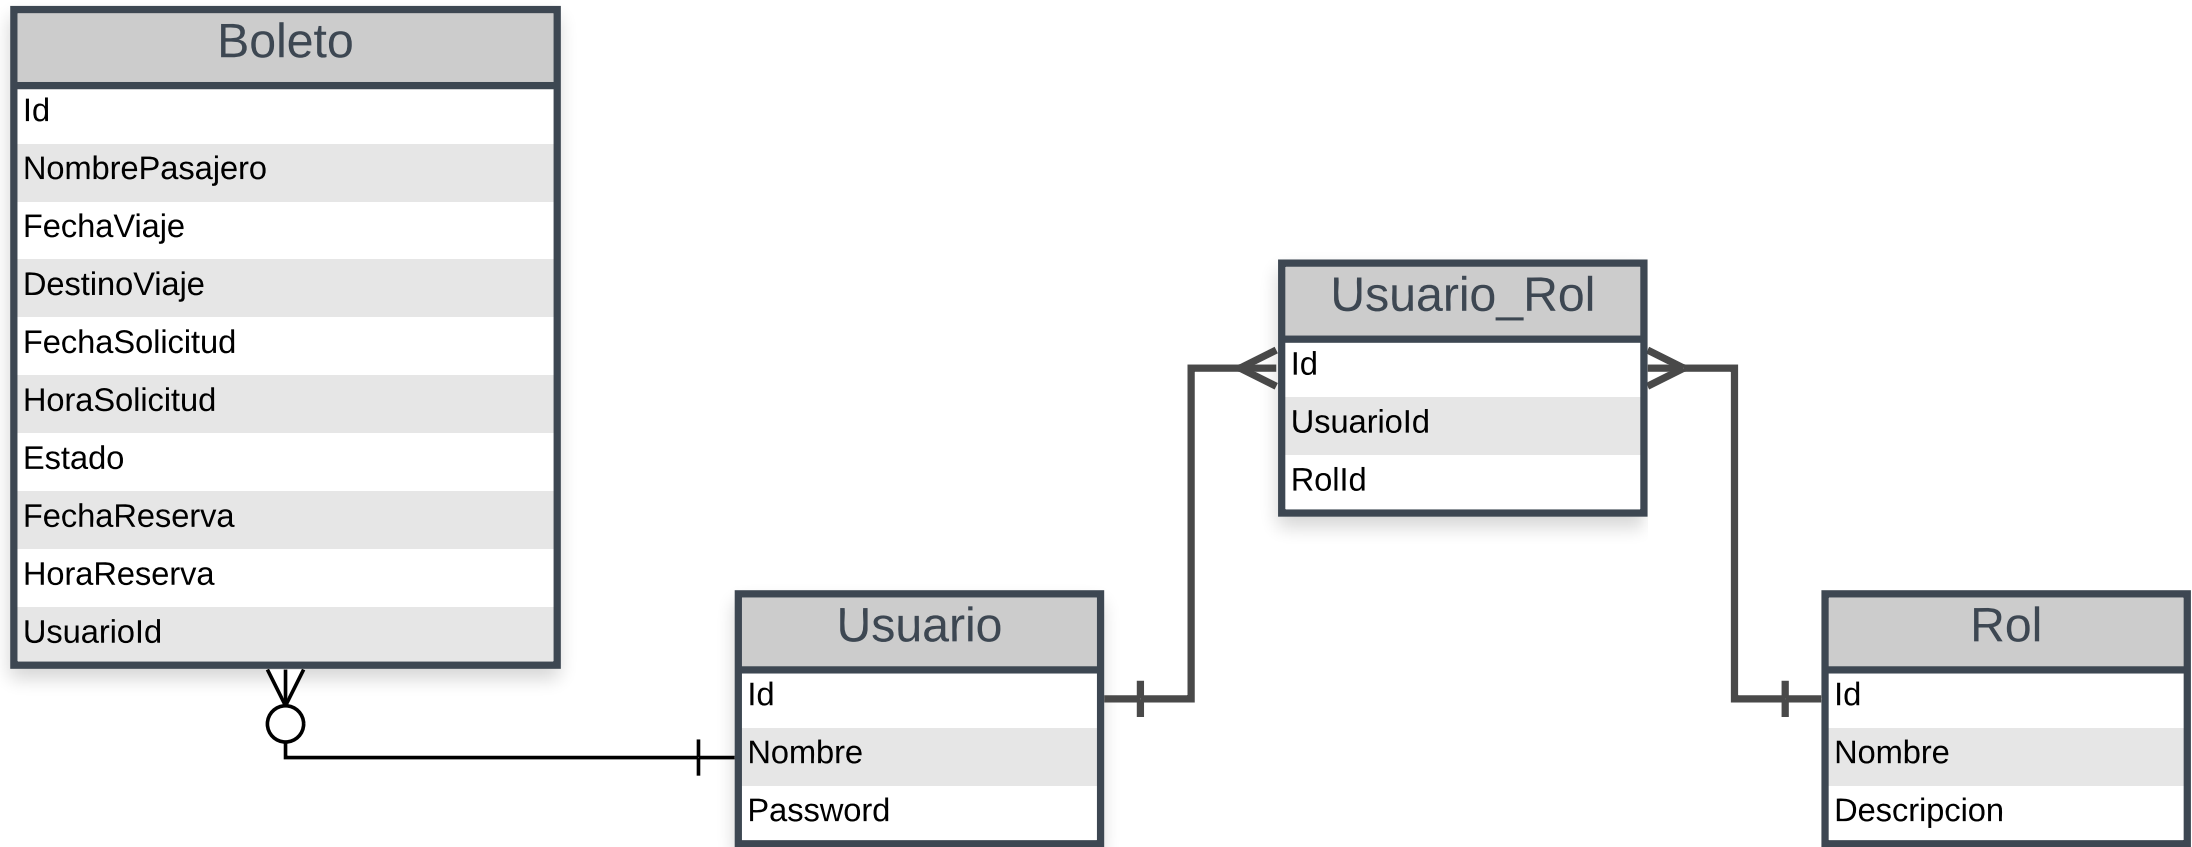 Boleto
Id
NombrePasajero
FechaViaje
DestinoViaje
FechaSolicitud
HoraSolicitud
Estado
FechaReserva
HoraReserva
UsuarioId
Usuario
Id
Nombre
Password
Usuario_Rol
Id
UsuarioId
RolId
Rol
Id
Nombre
Descripcion